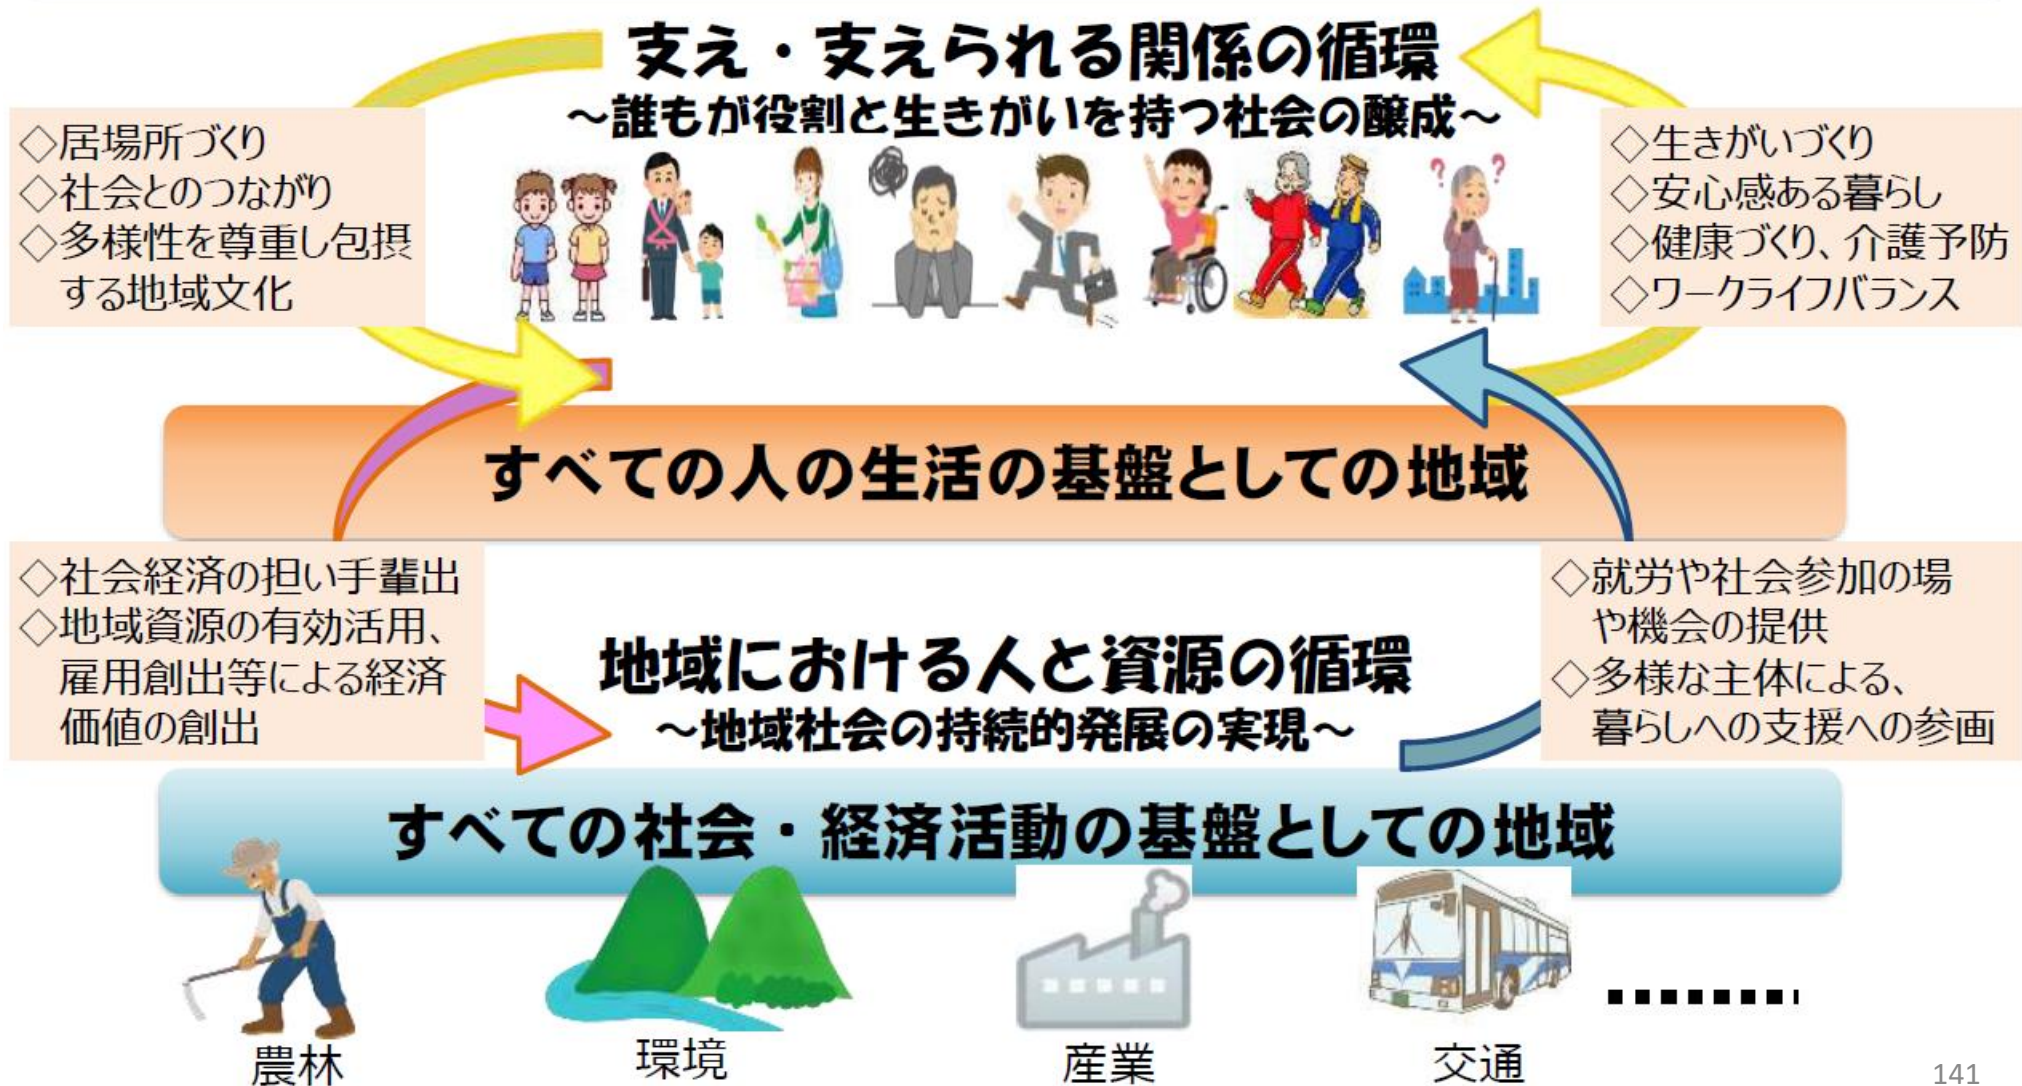 支え・支えられる関係の循環
～誰もが役割と生きがいを持つ社会の醸成～
◇居場所づくり
◇社会とのつながり
◇多様性を尊重し包摂
する地域文化
◇生きがいづくり
◇安心感ある暮らし
◇健康づくり、介護予防
◇ワークライフバランス
? ?
すべての人の生活の基盤としての地域
◇社会経済の担い手輩出
◇地域資源の有効活用、
雇用創出等による経済
価値の創出
地域における人と資源の循環
～地域社会の持続的発展の実現～
◇就労や社会参加の場
や機会の提供
◇多様な主体による、
暮らしへの支援への参画
すべての社会・経済活動の基盤としての地域
農林
環境
産業
交通
141